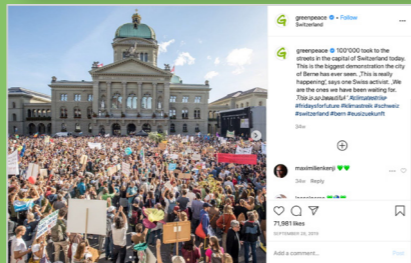 greenpeace • Follow
Switzerland
greenpeace 100'000 took to the
streets in the capital of Switzerland today.
This is the biggest demonstration the city
of Berne has ever seen. „This is really
happening', says one Swiss activist. „We
are the ones we have been waiting for.
This is so beautiful" #climatestrike
#fridaysforfuture #klimastreik #schweiz
#switzerland #bern #eusizuekunft
34w
maximilienkenji
34w Reply
71,981 likes
SEPTEMBER 28, 2019
Add a comment...
Post